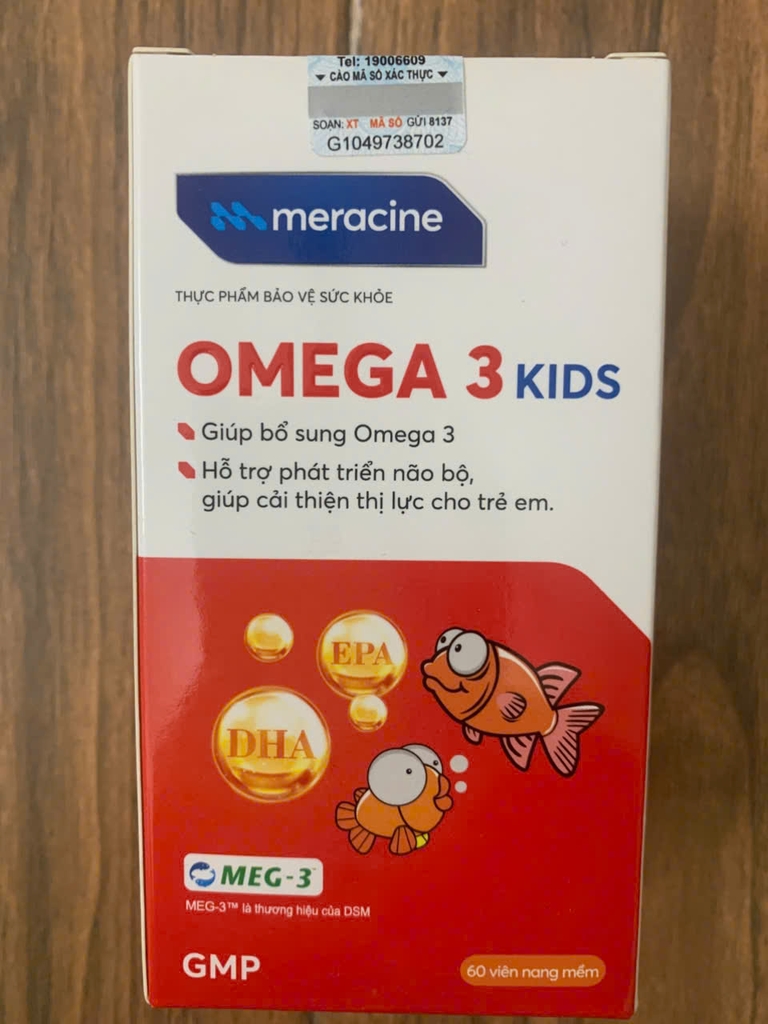 Tel: 19006609
CÀO MÃ SỐ XÁC THỰC
SOẠN: XT MÃ SỐ GỬI 8137
G1049738702
meracine
THỰC PHẨM BẢO VỆ SỨC KHỎE
OMEGA 3 KIDS
Giúp bổ sung Omega 3
Hỗ trợ phát triển não bộ,
giúp cải thiện thị lực cho trẻ em.
EPA
DHA
MEG-3™
MEG-3™ là thương hiệu của DSM
GMP
60 viên nang mềm